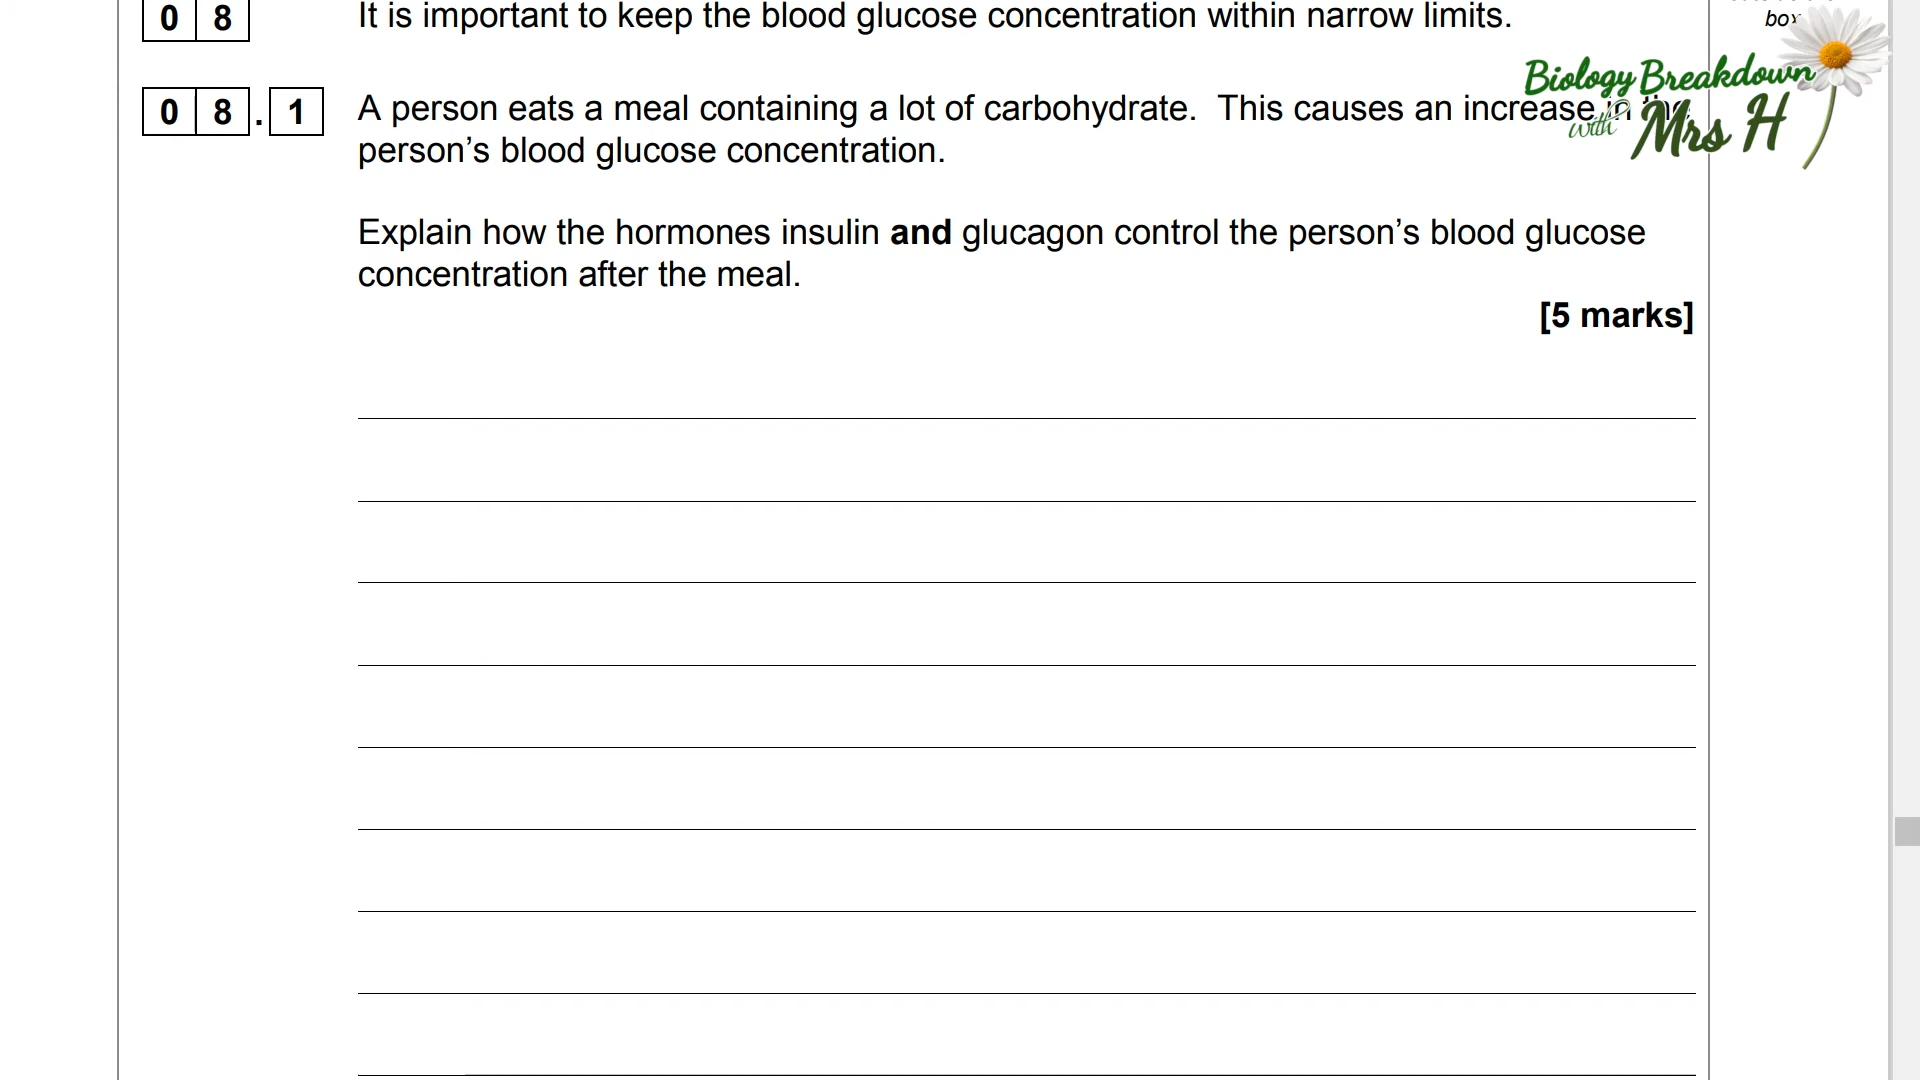 0 8 It is important to keep the blood glucose concentration within narrow limits.
box
Biology Breakdown
with Mrs H
0 8 . 1 A person eats a meal containing a lot of carbohydrate. This causes an increase in the
person’s blood glucose concentration.
Explain how the hormones insulin and glucagon control the person’s blood glucose
concentration after the meal.
[5 marks]